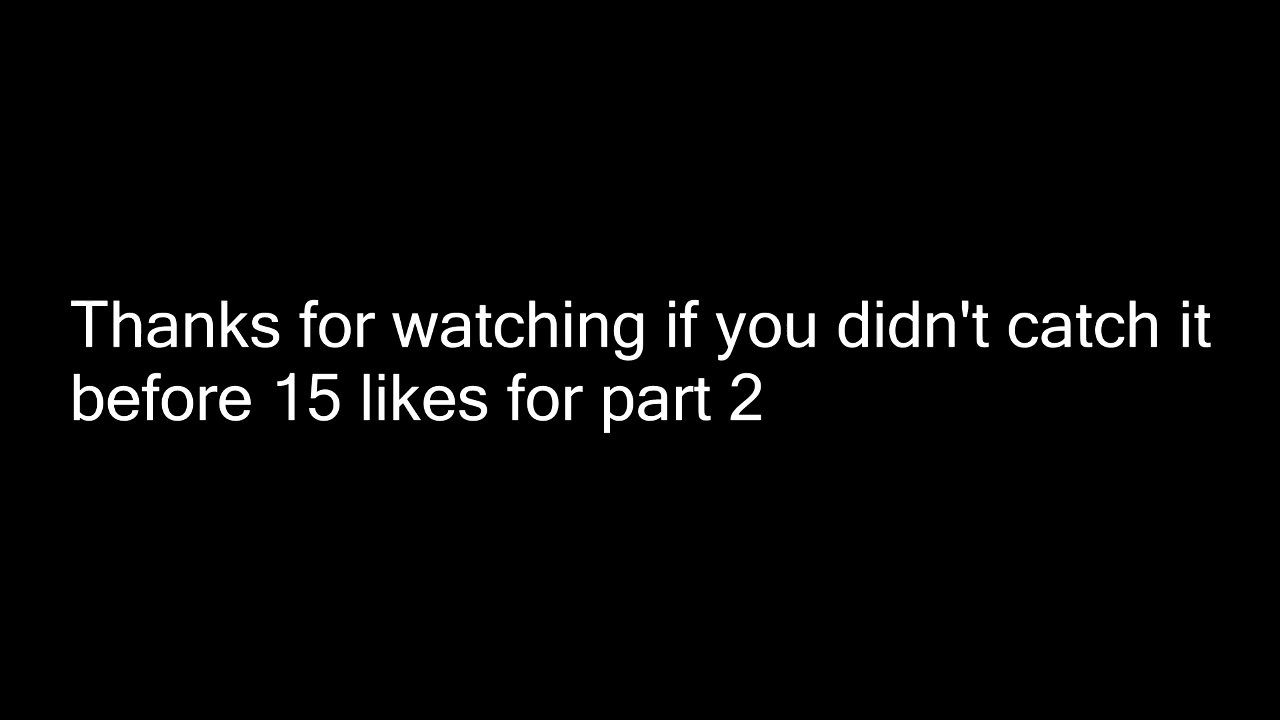 Thanks for watching if you didn't catch it
before 15 likes for part 2